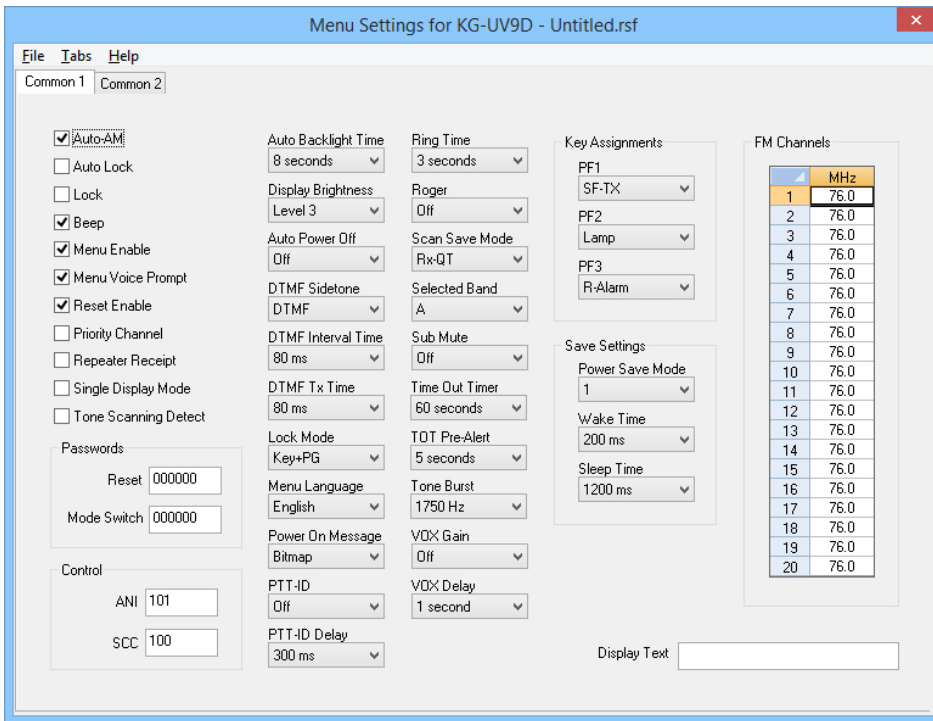 Menu Settings for KG-UV9D - Untitled.rsf
File Tabs Help
Common 1 Common 2
Auto-AM
Auto Lock
Lock
Beep
Menu Enable
Menu Voice Prompt
Reset Enable
Priority Channel
Repeater Receipt
Single Display Mode
Tone Scanning Detect
Passwords
Reset 000000
Mode Switch 000000
Control
ANI 101
SCC 100
Auto Backlight Time
8 seconds
Display Brightness
Level 3
Auto Power Off
Off
DTMF Sidetone
DTMF
DTMF Interval Time
80 ms
DTMF Tx Time
80 ms
Lock Mode
Key+PG
Menu Language
English
Power On Message
Bitmap
PTT-ID
Off
PTT-ID Delay
300 ms
Ring Time
3 seconds
Roger
Off
Scan Save Mode
Rx-QT
Selected Band
A
Sub Mute
Off
Time Out Timer
60 seconds
TOT Pre-Alert
5 seconds
Tone Burst
1750 Hz
VOX Gain
Off
VOX Delay
1 second
Key Assignments
PF1
SF-TX
PF2
Lamp
PF3
R-Alarm
Save Settings
Power Save Mode
1
Wake Time
200 ms
Sleep Time
1200 ms
FM Channels
MHz
1 76.0
2 76.0
3 76.0
4 76.0
5 76.0
6 76.0
7 76.0
8 76.0
9 76.0
10 76.0
11 76.0
12 76.0
13 76.0
14 76.0
15 76.0
16 76.0
17 76.0
18 76.0
19 76.0
20 76.0
Display Text